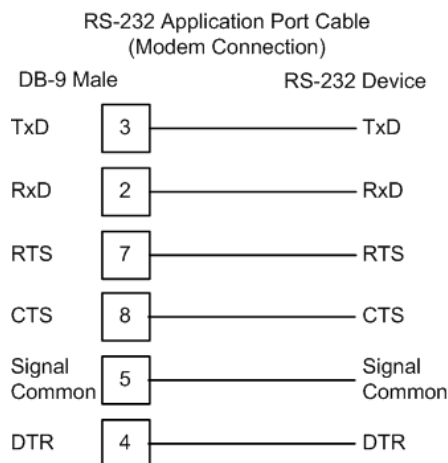 RS-232 Application Port Cable
(Modem Connection)
DB-9 Male RS-232 Device
TxD 3 TxD
RxD 2 RxD
RTS 7 RTS
CTS 8 CTS
Signal Common 5 Signal Common
DTR 4 DTR